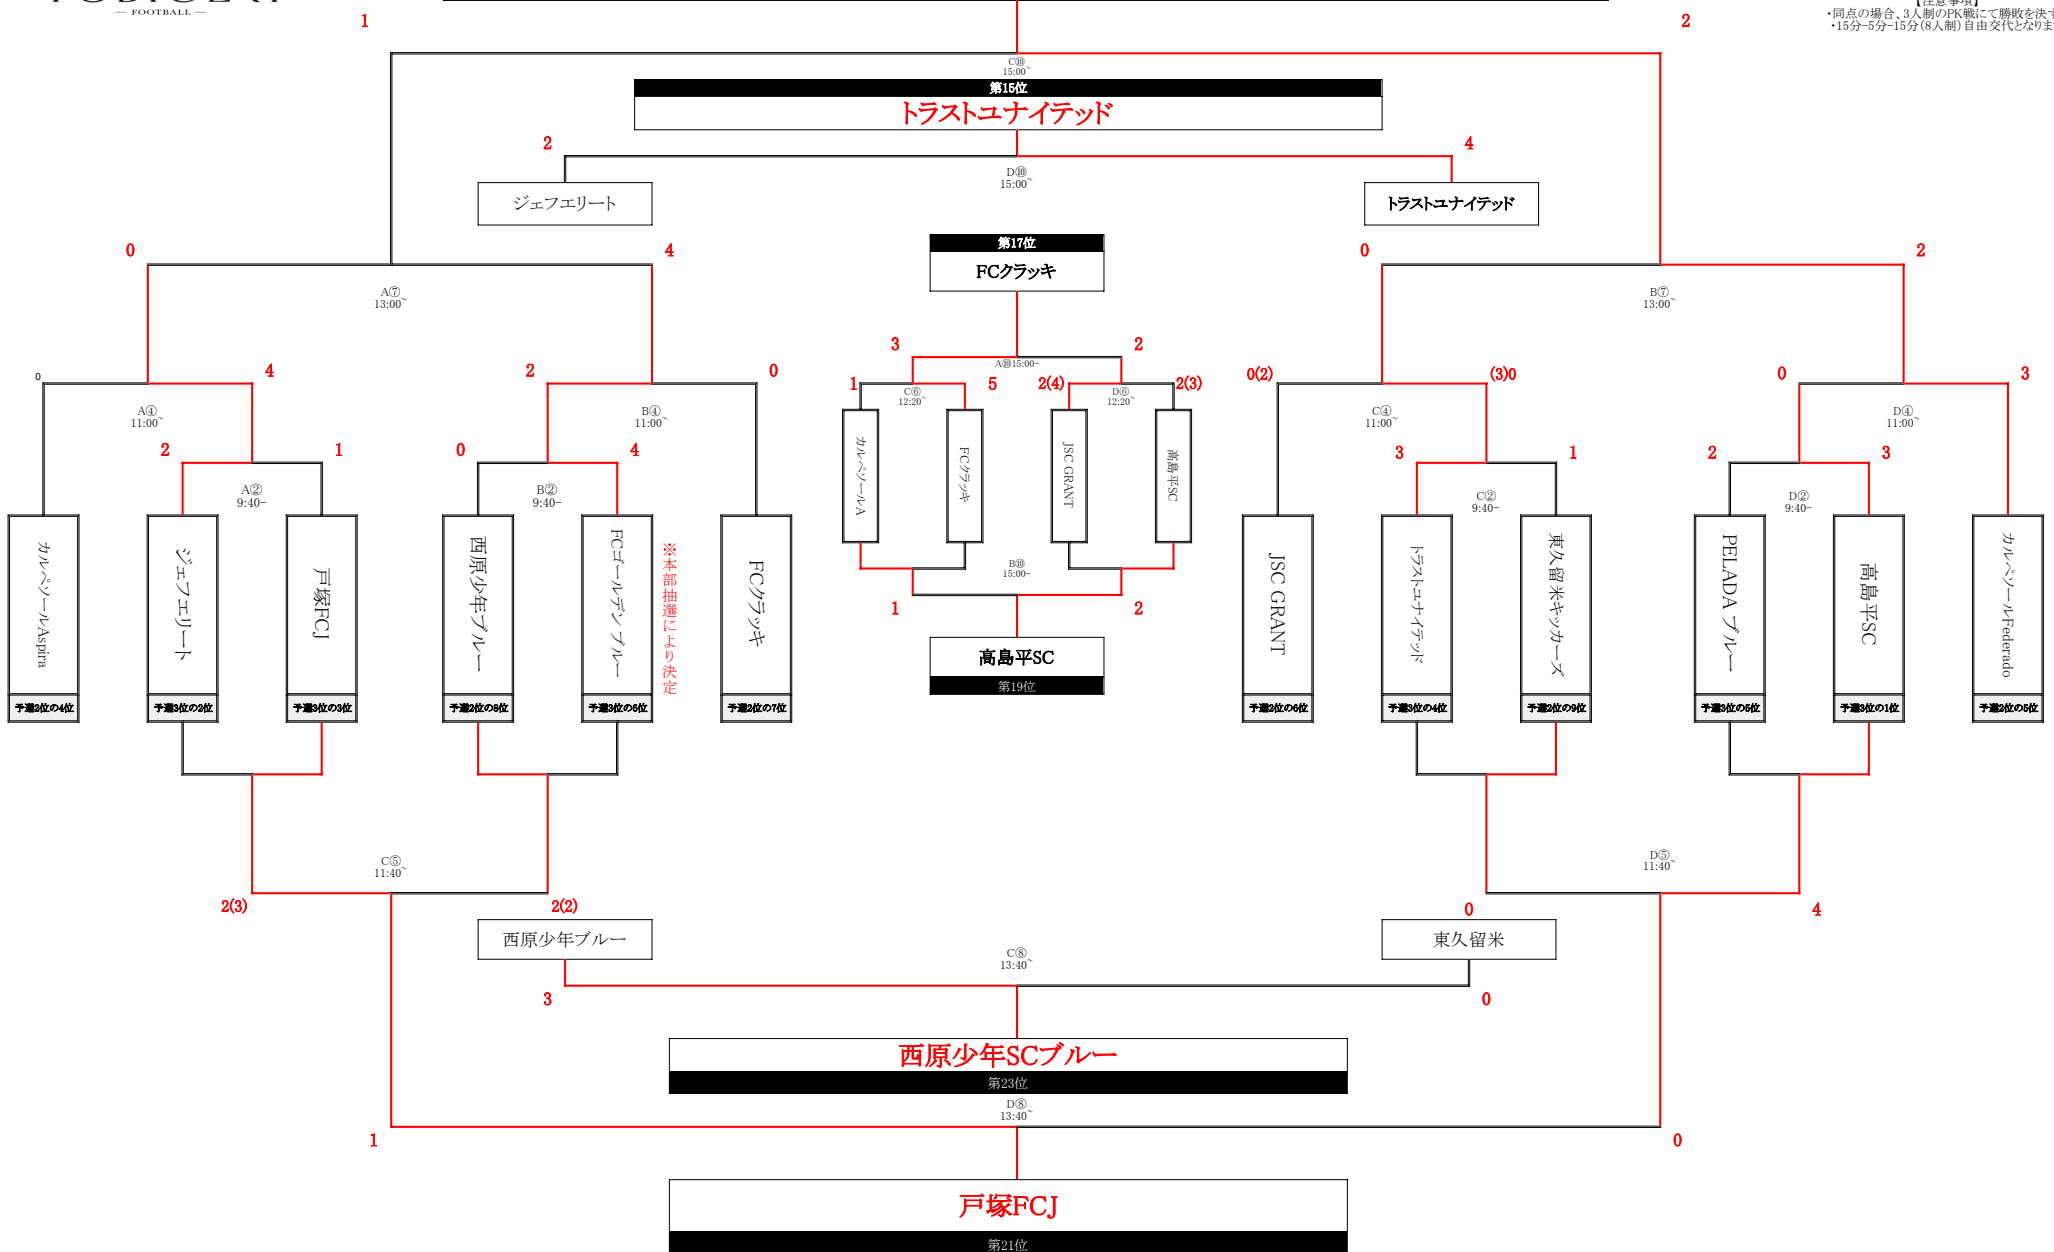 — FOOTBALL —
【注意事項】
・同点の場合、3人制のPK戦にて勝敗を決す
・15分-5分-15分(8人制)自由交代となりま
1
2
C⑩
15:00~
第15位
トラストユナイテッド
2
4
D⑩
15:00~
ジェフエリート
トラストユナイテッド
0
4
第17位
FCクラッキ
0
2
A⑦
13:00~
B⑦
13:00~
3
2
A⑩15:00-
0
4
2
0
1
C⑥
12:20~
5
2(4)
D⑥
12:20~
2(3)
0(2)
(3)0
0
3
A④
11:00~
B④
11:00~
C④
11:00~
D④
11:00~
2
1
0
4
3
1
2
3
カルペソールA
FCクラッキ
JSC GRANT
高島平SC
A②
9:40-
B②
9:40-
C②
9:40-
D②
9:40-
カルペソールAspira
ジェフエリート
戸塚FCJ
西原少年ブルー
FCゴールデン ブルー
※本部抽選により決定
FCクラッキ
B⑩
15:00-
1
2
高島平SC
第19位
JSC GRANT
トラストユナイテッド
東久留米キッカーズ
PELADA ブルー
高島平SC
カルペソールFederado
予選2位の4位
予選3位の2位
予選3位の3位
予選2位の8位
予選3位の6位
予選2位の7位
予選2位の6位
予選3位の4位
予選2位の9位
予選3位の5位
予選3位の1位
予選2位の5位
C⑤
11:40~
D⑤
11:40~
2(3)
2(2)
0
4
西原少年ブルー
東久留米
C⑧
13:40~
3
0
西原少年SCブルー
第23位
D⑧
13:40~
1
0
戸塚FCJ
第21位